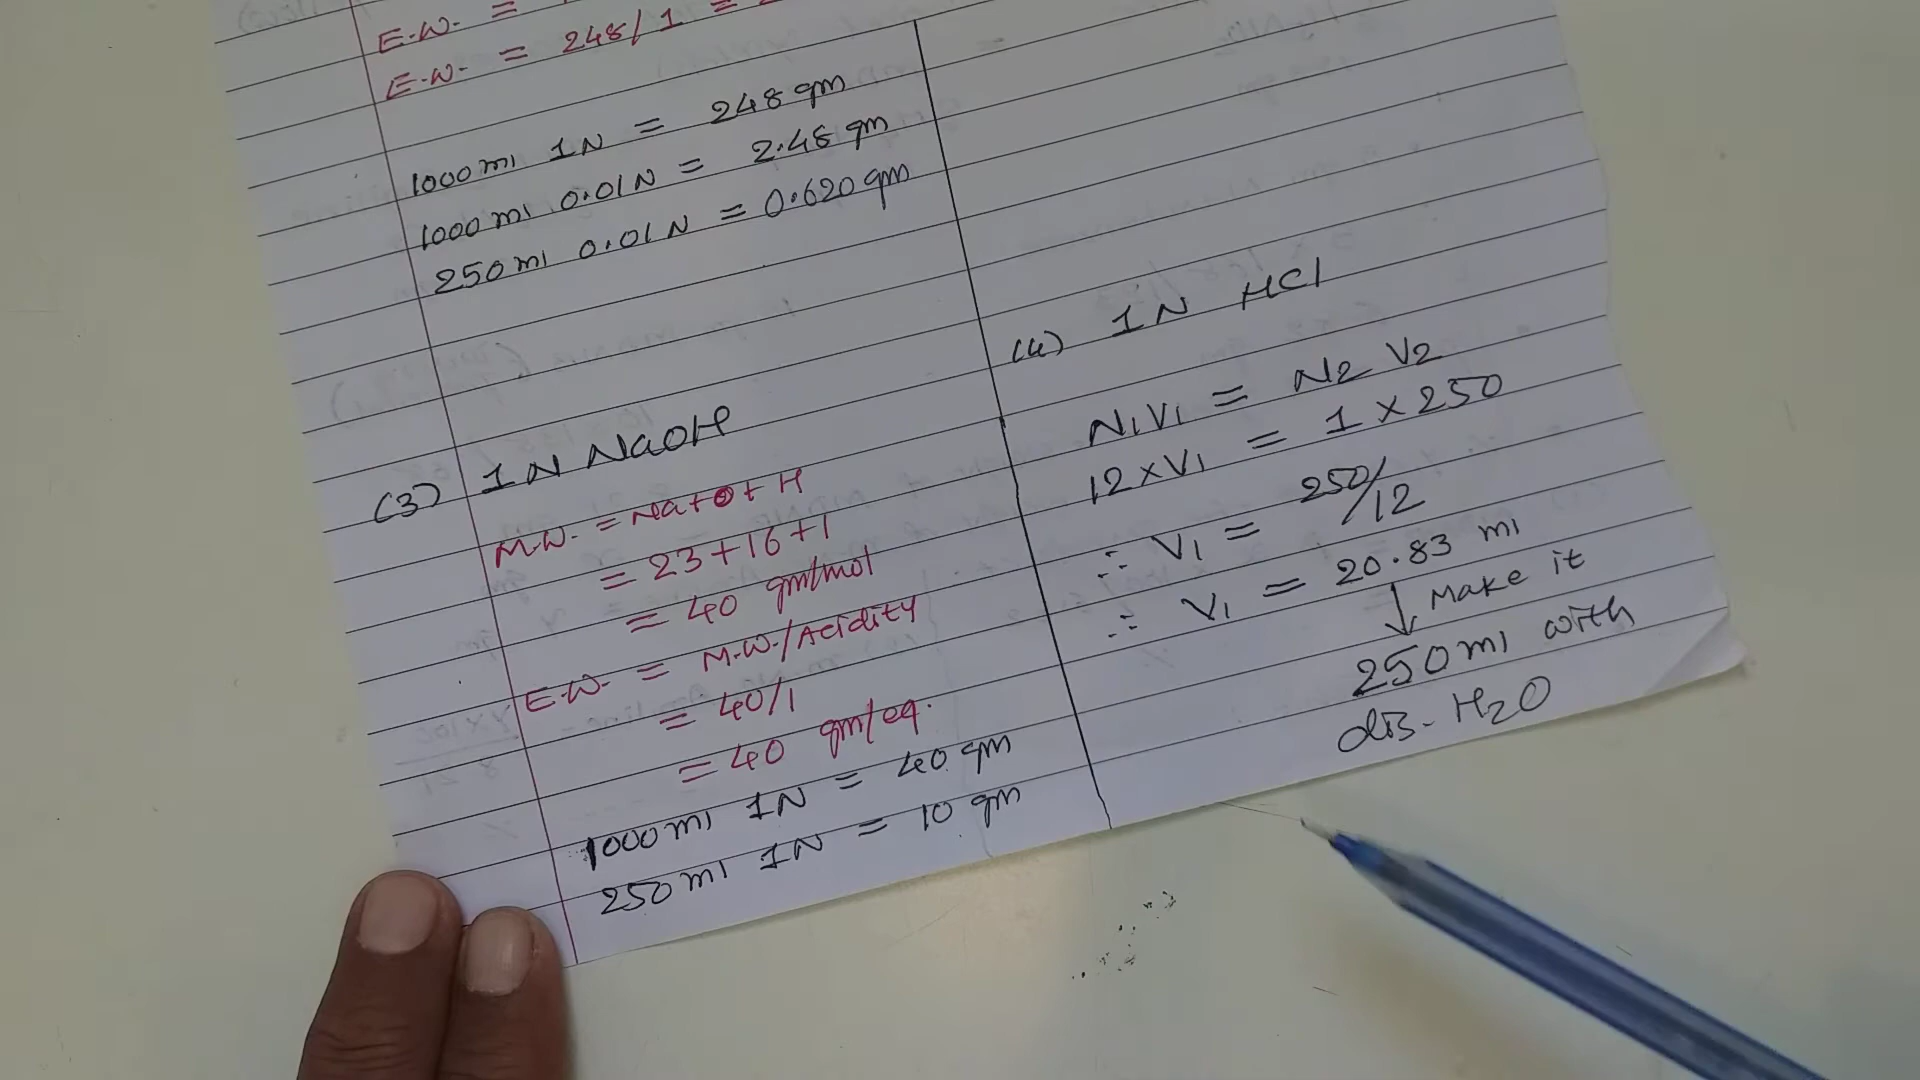 E.W. =
E.W. = 248/1 =
1000 ml 1N = 248 gm
1000 ml 0.01N = 2.48 gm
250 ml 0.01N = 0.620 gm
(3) 1N NaOH
M.W. = Na+O+H
= 23+16+1
= 40 gm/mol
E.W. = M.W./Acidity
= 40/1
= 40 gm/eq.
1000 ml 1N = 40 gm
250 ml 1N = 10 gm
(4) 1N HCl
N1V1 = N2 V2
12 x V1 = 1 x 250
∴ V1 = 250/12
∴ V1 = 20.83 ml
↓ Make it
250 ml with
dis. H2O